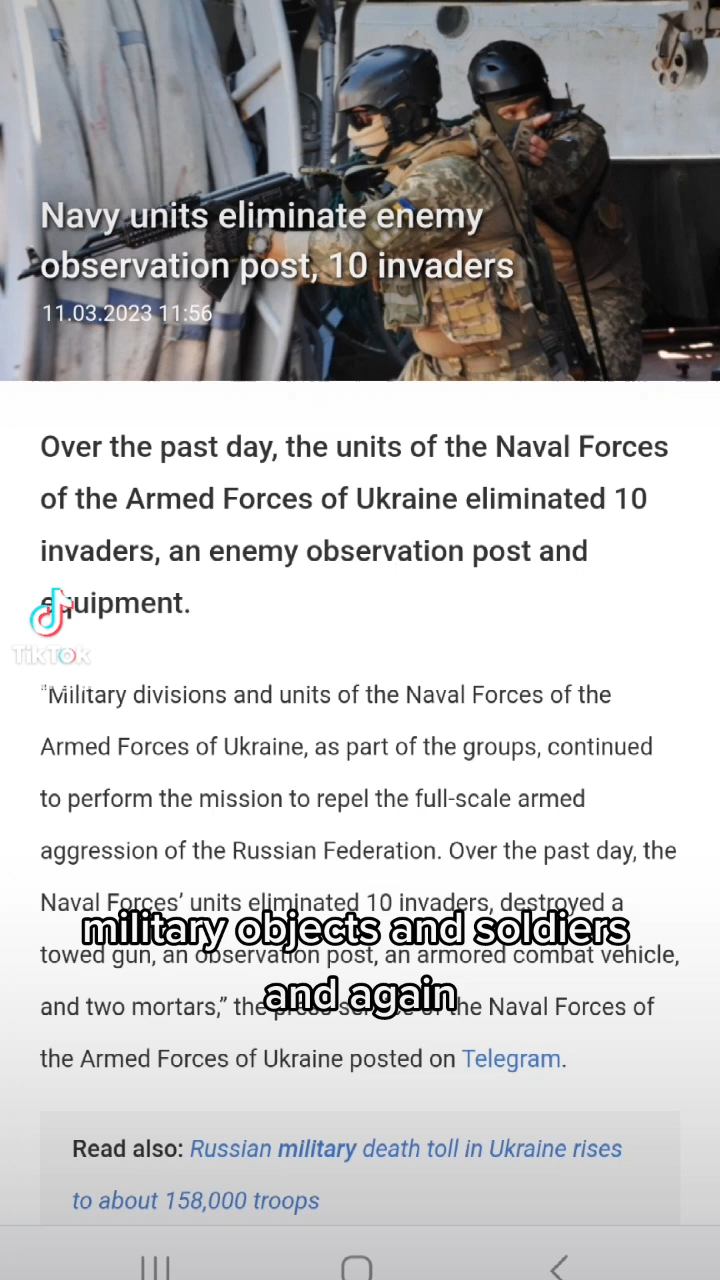 Navy units eliminate enemy
observation post, 10 invaders
11.03.2023 11:56
Over the past day, the units of the Naval Forces
of the Armed Forces of Ukraine eliminated 10
invaders, an enemy observation post and
equipment.
TikTok
"Military divisions and units of the Naval Forces of the
Armed Forces of Ukraine, as part of the groups, continued
to perform the mission to repel the full-scale armed
aggression of the Russian Federation. Over the past day, the
Naval Forces’ units eliminated 10 invaders, destroyed a
military objects and soldiers
towed gun, an observation post, an armored combat vehicle,
and again
and two mortars,” the press service of the Naval Forces of
the Armed Forces of Ukraine posted on Telegram.
Read also: Russian military death toll in Ukraine rises
to about 158,000 troops